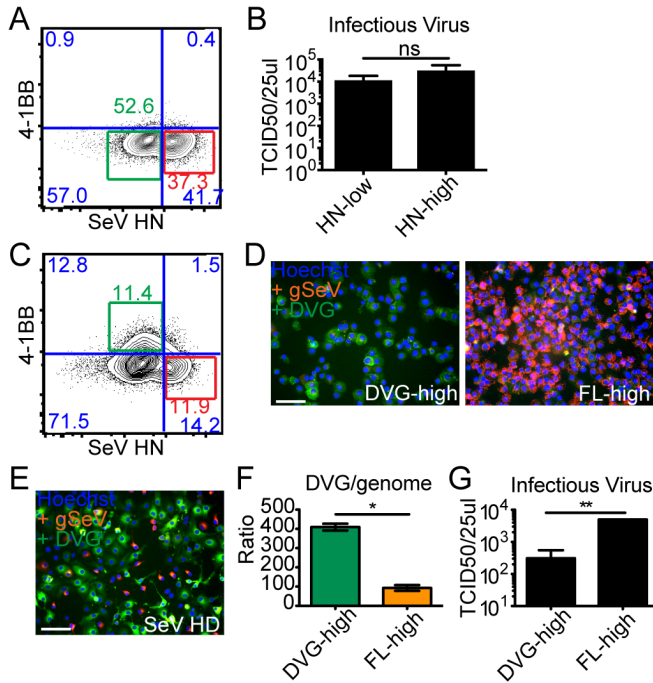 A
0.9 0.4
52.6
37.3
57.0 41.7
4-1BB
SeV HN
B
Infectious Virus
ns
TCID50/25ul
10^5
10^4
10^3
10^2
10^1
10^0
HN-low
HN-high
C
12.8 1.5
11.4
11.9
71.5 14.2
4-1BB
SeV HN
D
Hoechst
+ gSeV
+ DVG
DVG-high
FL-high
E
Hoechst
+ gSeV
+ DVG
SeV HD
F
DVG/genome
*
Ratio
500
400
300
200
100
0
DVG-high
FL-high
G
Infectious Virus
**
TCID50/25ul
10^4
10^3
10^2
10^1
DVG-high
FL-high